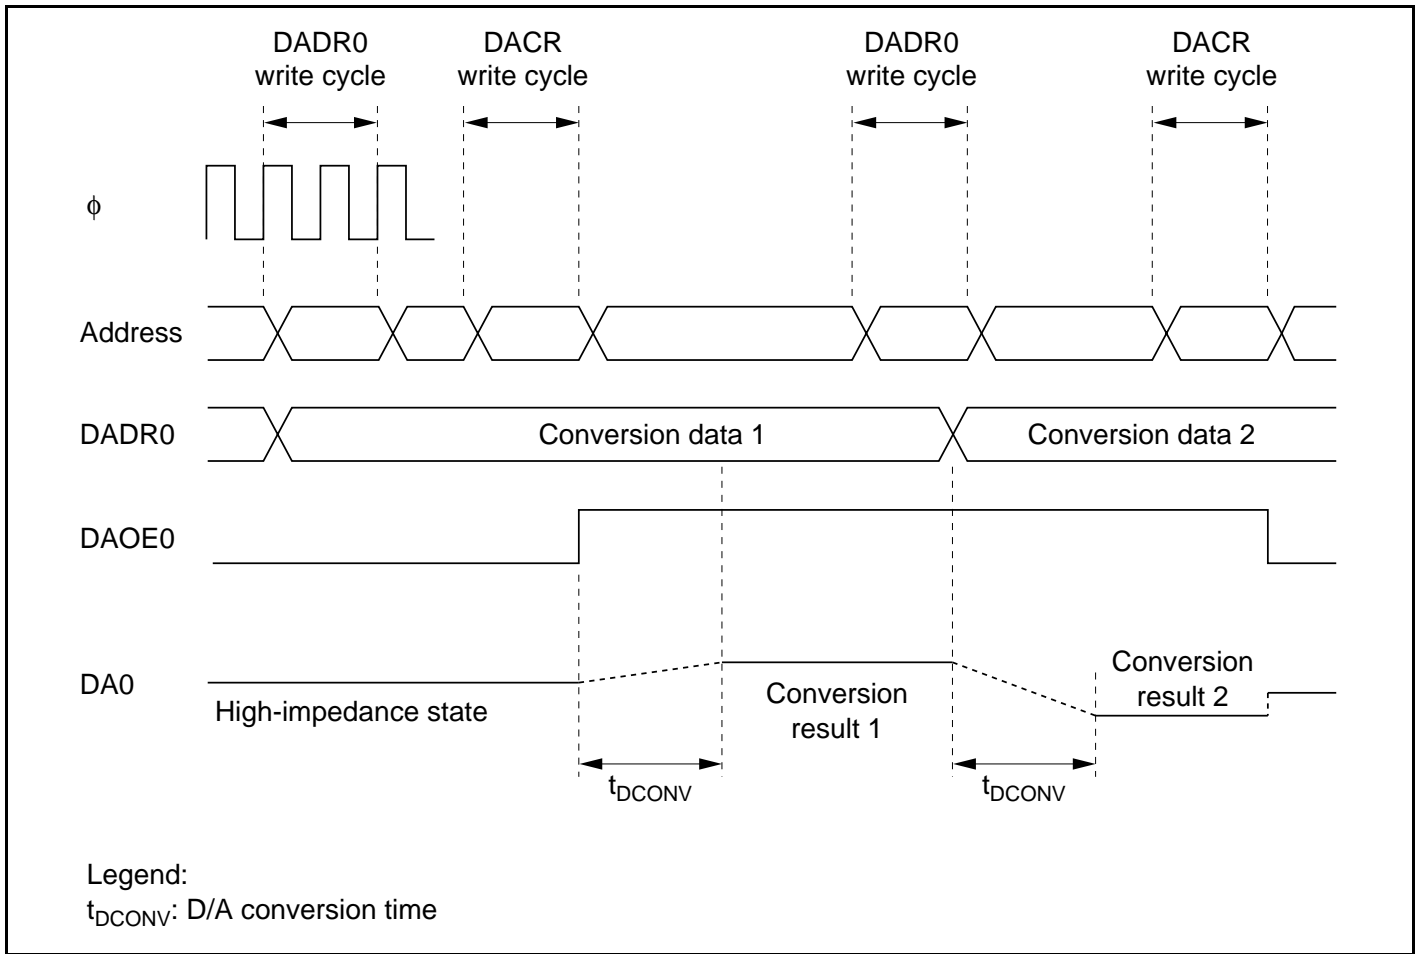 DADR0
write cycle
DACR
write cycle
DADR0
write cycle
DACR
write cycle
ϕ
Address
DADR0
Conversion data 1
Conversion data 2
DAOE0
DA0
High-impedance state
Conversion
result 1
Conversion
result 2
tDCONV
tDCONV
Legend:
tDCONV: D/A conversion time